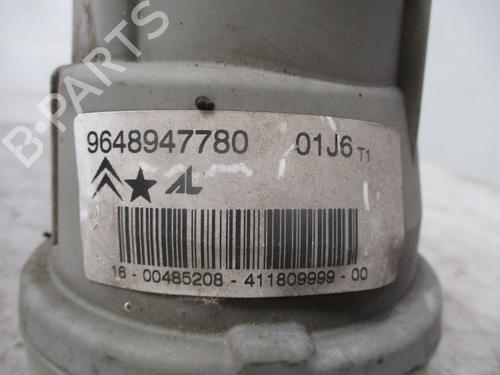 B-PARTS
9648947780 01J6 T1
AL
16 - 00485208 - 411809999 - 00